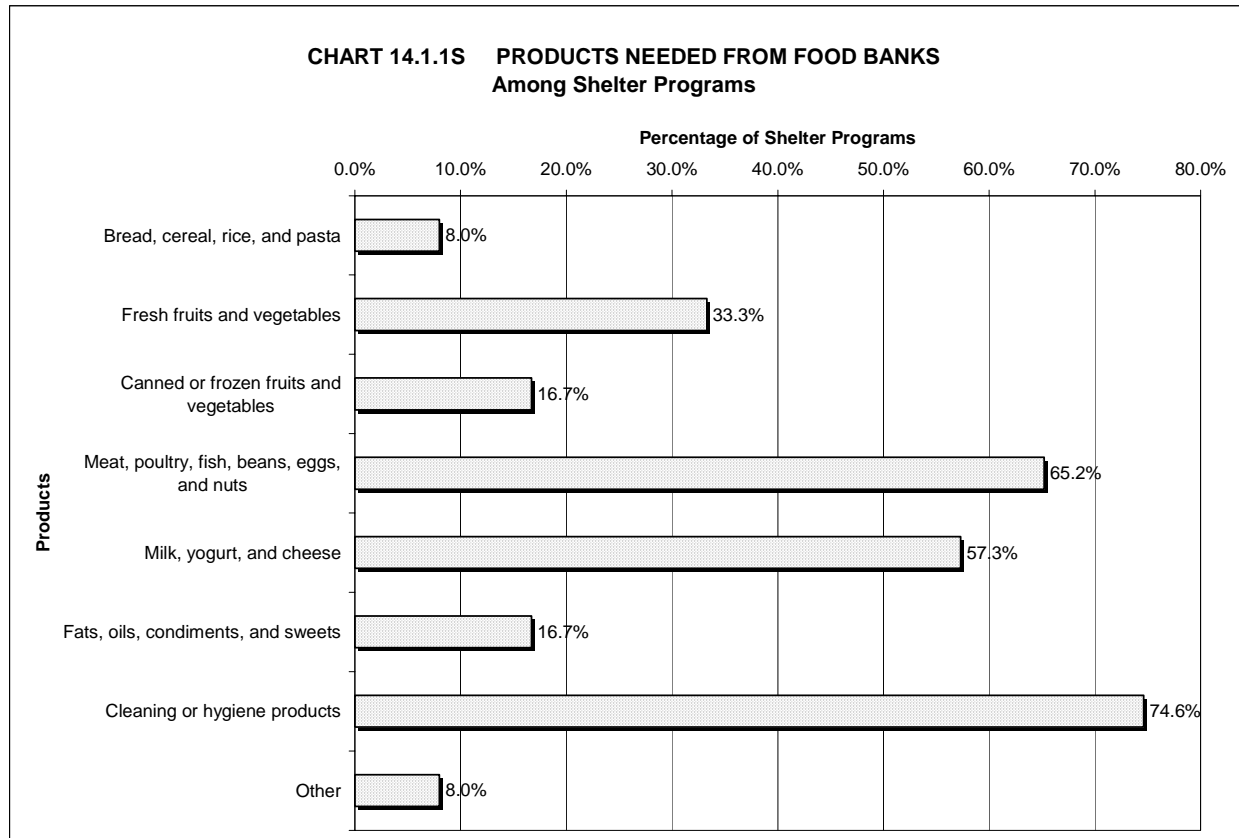 CHART 14.1.1S PRODUCTS NEEDED FROM FOOD BANKS
Among Shelter Programs
Percentage of Shelter Programs
0.0% 10.0% 20.0% 30.0% 40.0% 50.0% 60.0% 70.0% 80.0%
Products
Bread, cereal, rice, and pasta 8.0%
Fresh fruits and vegetables 33.3%
Canned or frozen fruits and
vegetables 16.7%
Meat, poultry, fish, beans, eggs,
and nuts 65.2%
Milk, yogurt, and cheese 57.3%
Fats, oils, condiments, and sweets 16.7%
Cleaning or hygiene products 74.6%
Other 8.0%